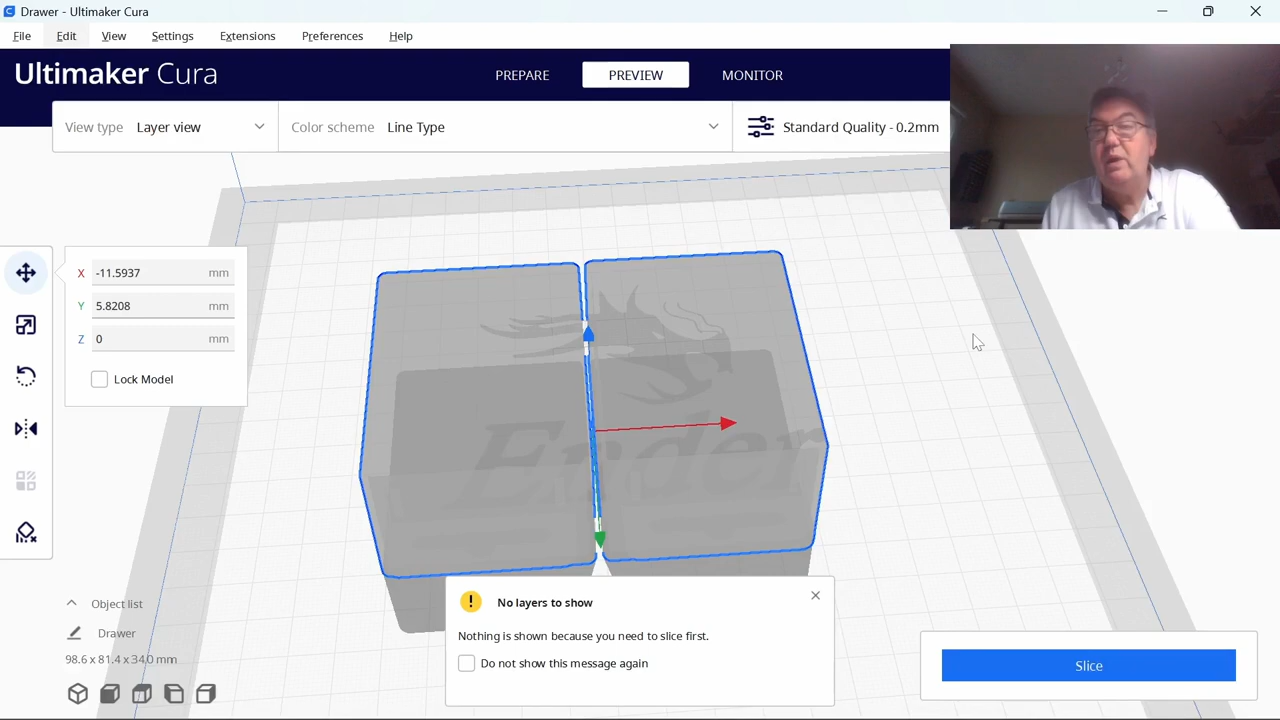 Drawer - Ultimaker Cura
File Edit View Settings Extensions Preferences Help
Ultimaker Cura
PREPARE PREVIEW MONITOR
View type Layer view Color scheme Line Type Standard Quality - 0.2mm
X -11.5937 mm
Y 5.8208 mm
Z 0 mm
Lock Model
Ender
Object list
Drawer
98.6 x 81.4 x 34.0 mm
! No layers to show
Nothing is shown because you need to slice first.
Do not show this message again
Slice